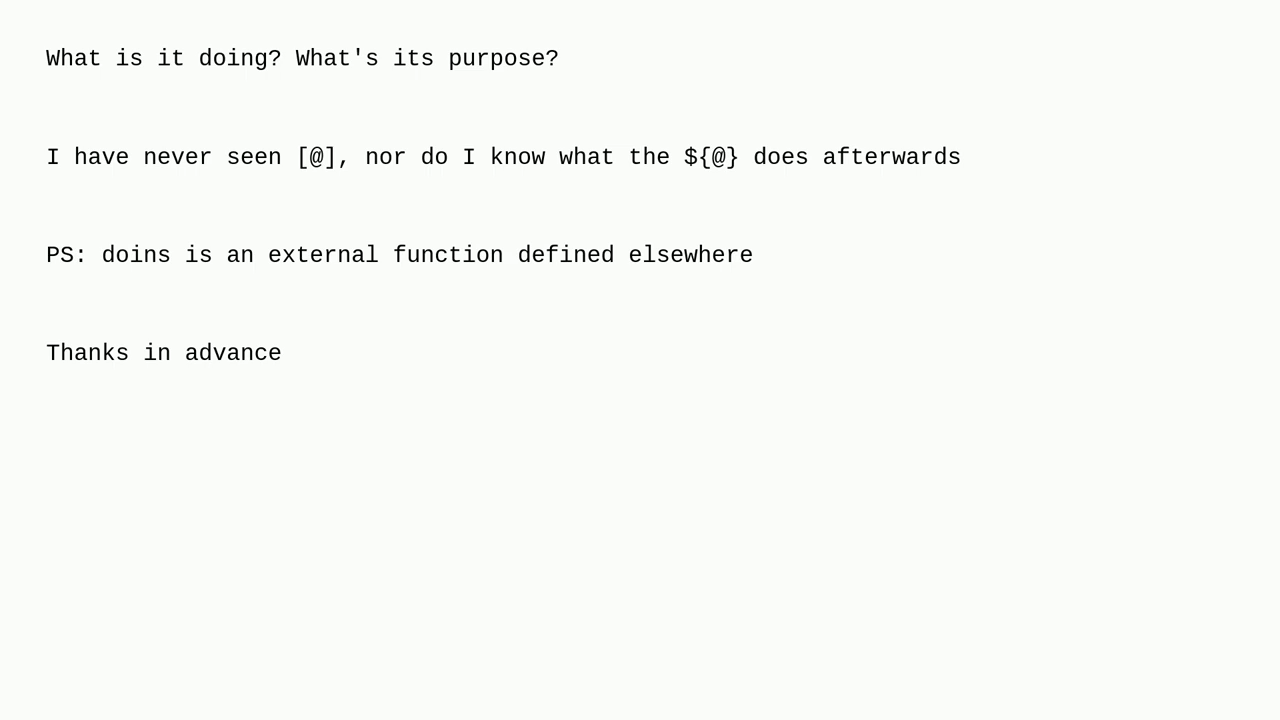 What is it doing? What's its purpose?
I have never seen [@], nor do I know what the ${@} does afterwards
PS: doins is an external function defined elsewhere
Thanks in advance